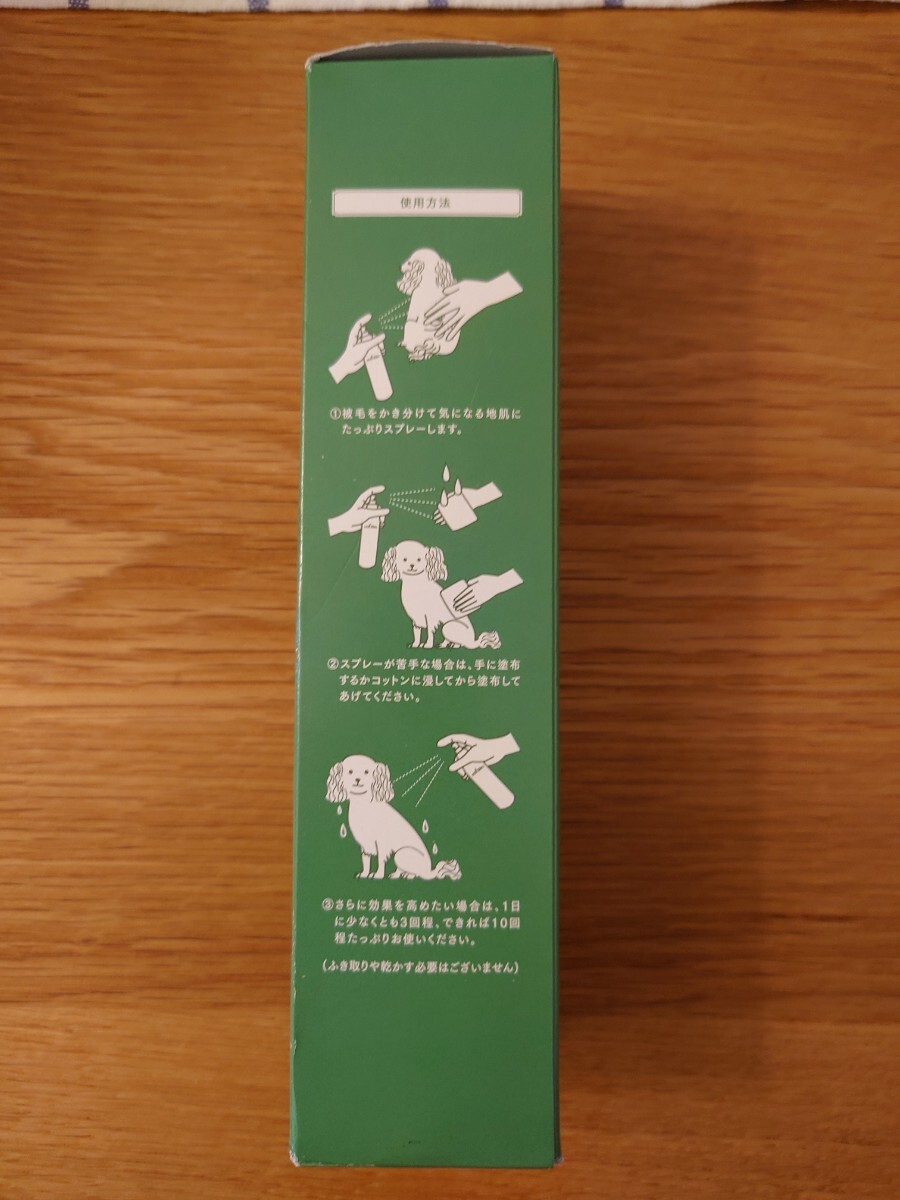 使用方法
①被毛をかき分けて気になる地肌に
たっぷりスプレーします。
②スプレーが苦手な場合は、手に塗布
するかコットンに浸してから塗布して
あげてください。
③さらに効果を高めたい場合は、1日
に少なくとも3回程、できれば10回
程たっぷりお使いください。
(ふき取りや乾かす必要はございません)